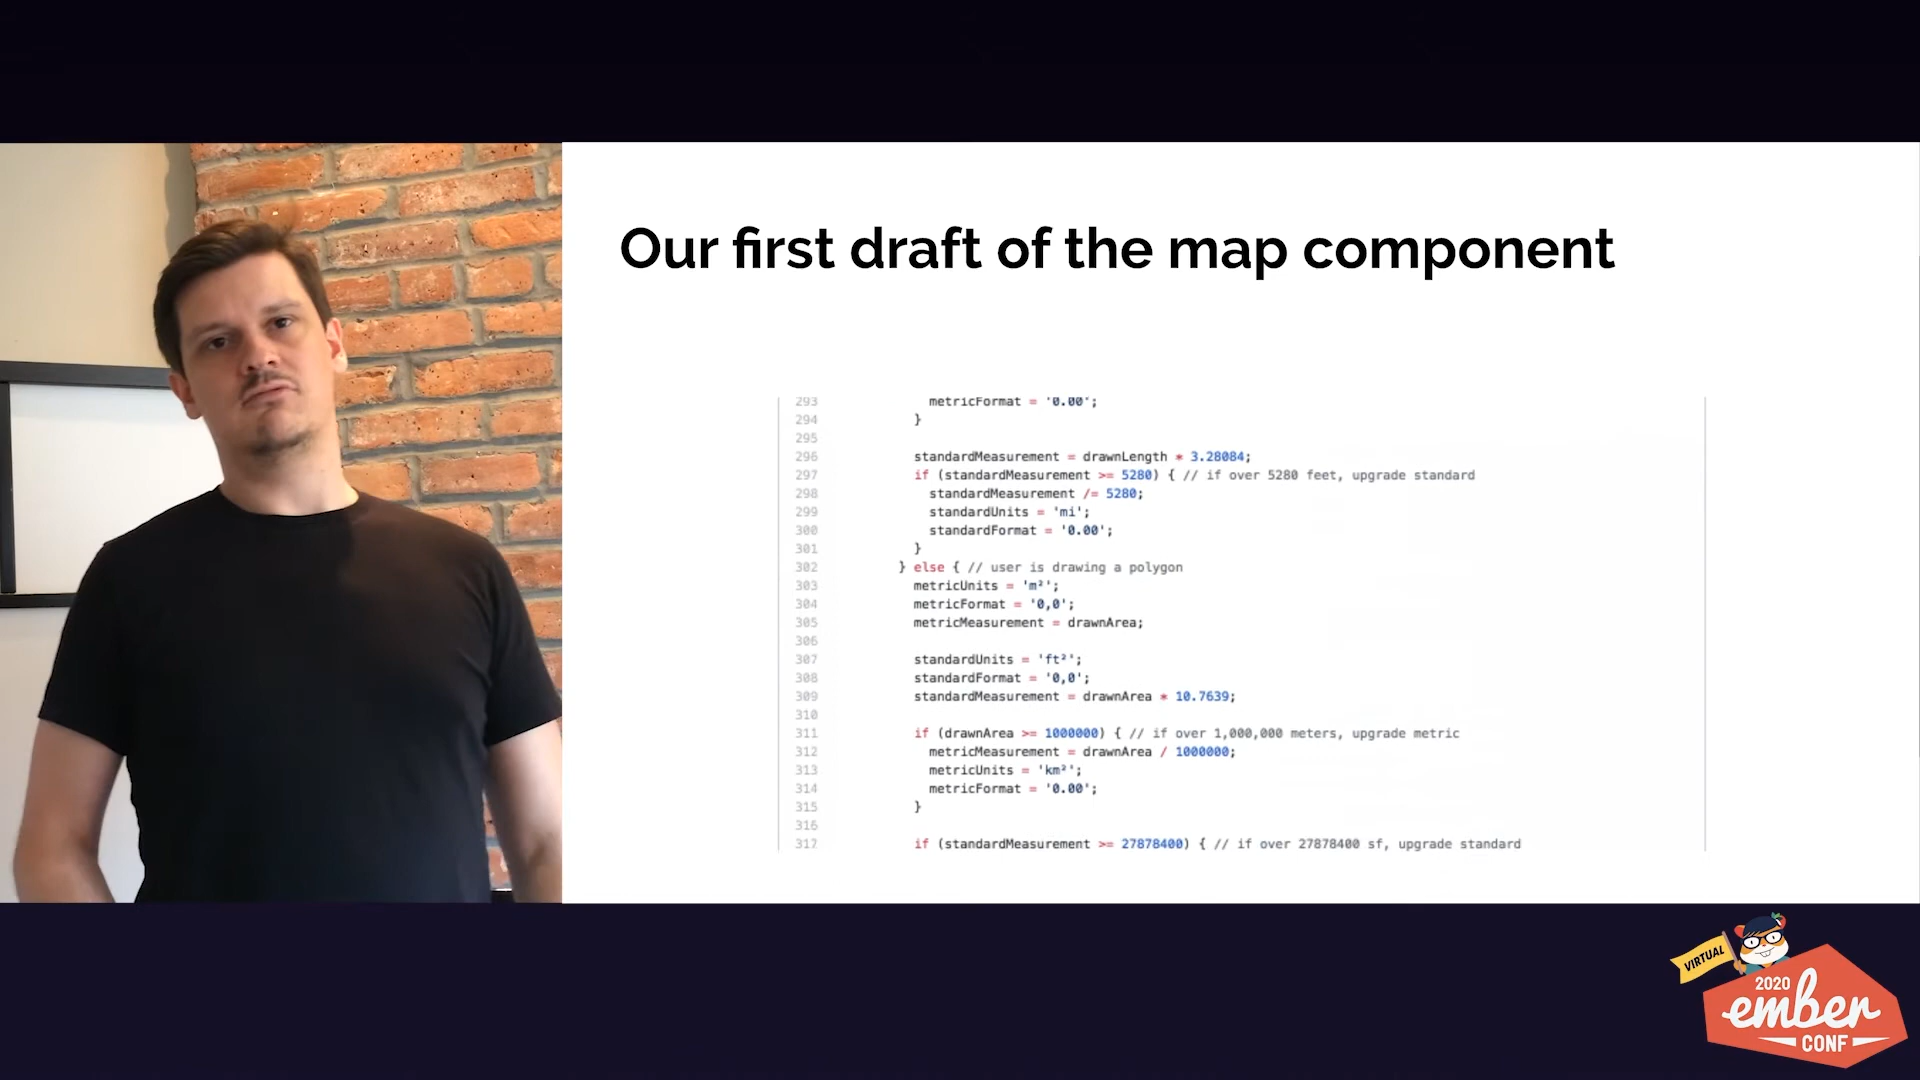 Our first draft of the map component
293 metricFormat = '0.00';
294 }
295
296 standardMeasurement = drawnLength * 3.28084;
297 if (standardMeasurement >= 5280) { // if over 5280 feet, upgrade standard
298 standardMeasurement /= 5280;
299 standardUnits = 'mi';
300 standardFormat = '0.00';
301 }
302 } else { // user is drawing a polygon
303 metricUnits = 'm²';
304 metricFormat = '0,0';
305 metricMeasurement = drawnArea;
306
307 standardUnits = 'ft²';
308 standardFormat = '0,0';
309 standardMeasurement = drawnArea * 10.7639;
310
311 if (drawnArea >= 1000000) { // if over 1,000,000 meters, upgrade metric
312 metricMeasurement = drawnArea / 1000000;
313 metricUnits = 'km²';
314 metricFormat = '0.00';
315 }
316
317 if (standardMeasurement >= 27878400) { // if over 27878400 sf, upgrade standard
VIRTUAL
2020
ember
CONF